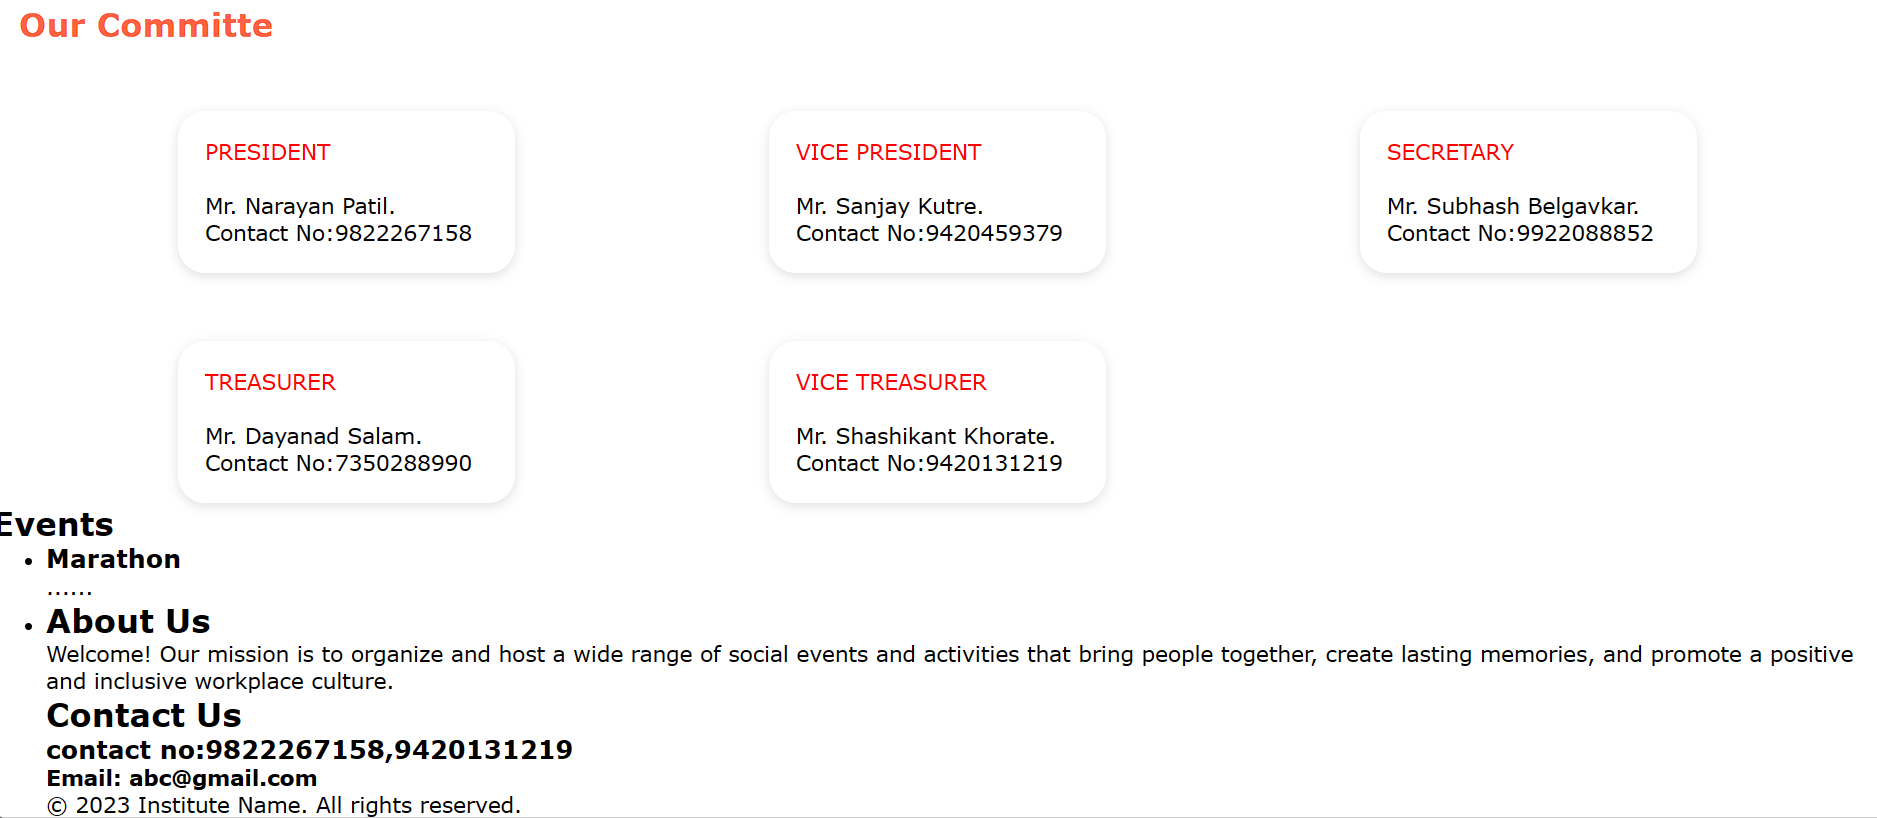 Our Committe
PRESIDENT
Mr. Narayan Patil.
Contact No:9822267158
VICE PRESIDENT
Mr. Sanjay Kutre.
Contact No:9420459379
SECRETARY
Mr. Subhash Belgavkar.
Contact No:9922088852
TREASURER
Mr. Dayanad Salam.
Contact No:7350288990
VICE TREASURER
Mr. Shashikant Khorate.
Contact No:9420131219
Events
• Marathon
......
• About Us
Welcome! Our mission is to organize and host a wide range of social events and activities that bring people together, create lasting memories, and promote a positive
and inclusive workplace culture.
Contact Us
contact no:9822267158,9420131219
Email: abc@gmail.com
© 2023 Institute Name. All rights reserved.